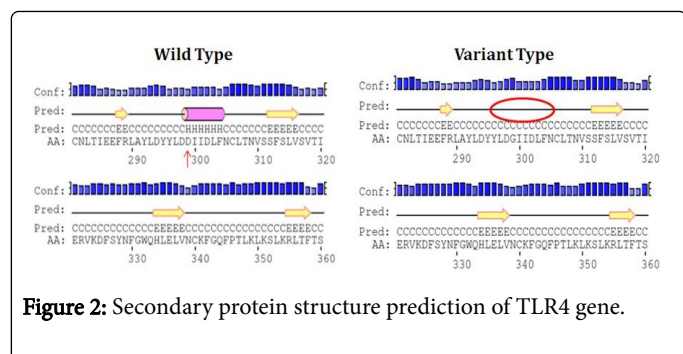 Wild Type
Variant Type
Conf:
Pred:
Pred: CCCCCCCEECCCCCCCCCHHHHHHCCCCCCCEEEEECCCC
AA: CNLTIEEFRLAYLDYYLDDIIDLFNCLTNVSSFSLVSVTI
290 300 310 320
Conf:
Pred:
Pred: CCCCCCCCCCCCCEEEEECCCCCCCCCCCCCCCCEEEECC
AA: ERVKDFSYNFGWQHLELVNCKFGQFPTLKLKSLKRLTFTS
330 340 350 360
Conf:
Pred:
Pred: CCCCCCCEECCCCCCCCCCCCCCCCCCCCCCEEEEECCCC
AA: CNLTIEEFRLAYLDYYLDGIIDLFNCLTNVSSFSLVSVTI
290 300 310 320
Conf:
Pred:
Pred: CCCCCCCCCCCCCEEEEECCCCCCCCCCCCCCCCEEEECC
AA: ERVKDFSYNFGWQHLELVNCKFGQFPTLKLKSLKRLTFTS
330 340 350 360
Figure 2: Secondary protein structure prediction of TLR4 gene.